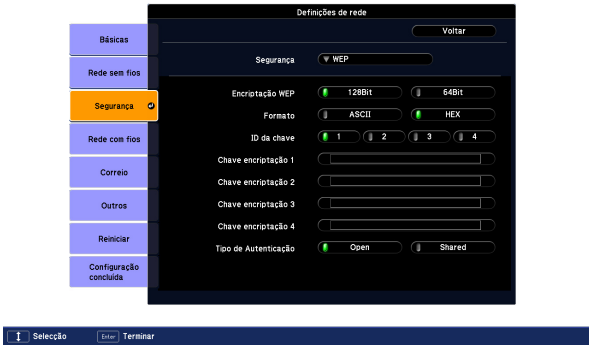 Definições de rede
Voltar
Básicas
Rede sem fios
Segurança
Rede com fios
Correio
Outros
Reiniciar
Configuração
concluída
Segurança WEP
Encriptação WEP 128Bit 64Bit
Formato ASCII HEX
ID da chave 1 2 3 4
Chave encriptação 1
Chave encriptação 2
Chave encriptação 3
Chave encriptação 4
Tipo de Autenticação Open Shared
Selecção Enter Terminar